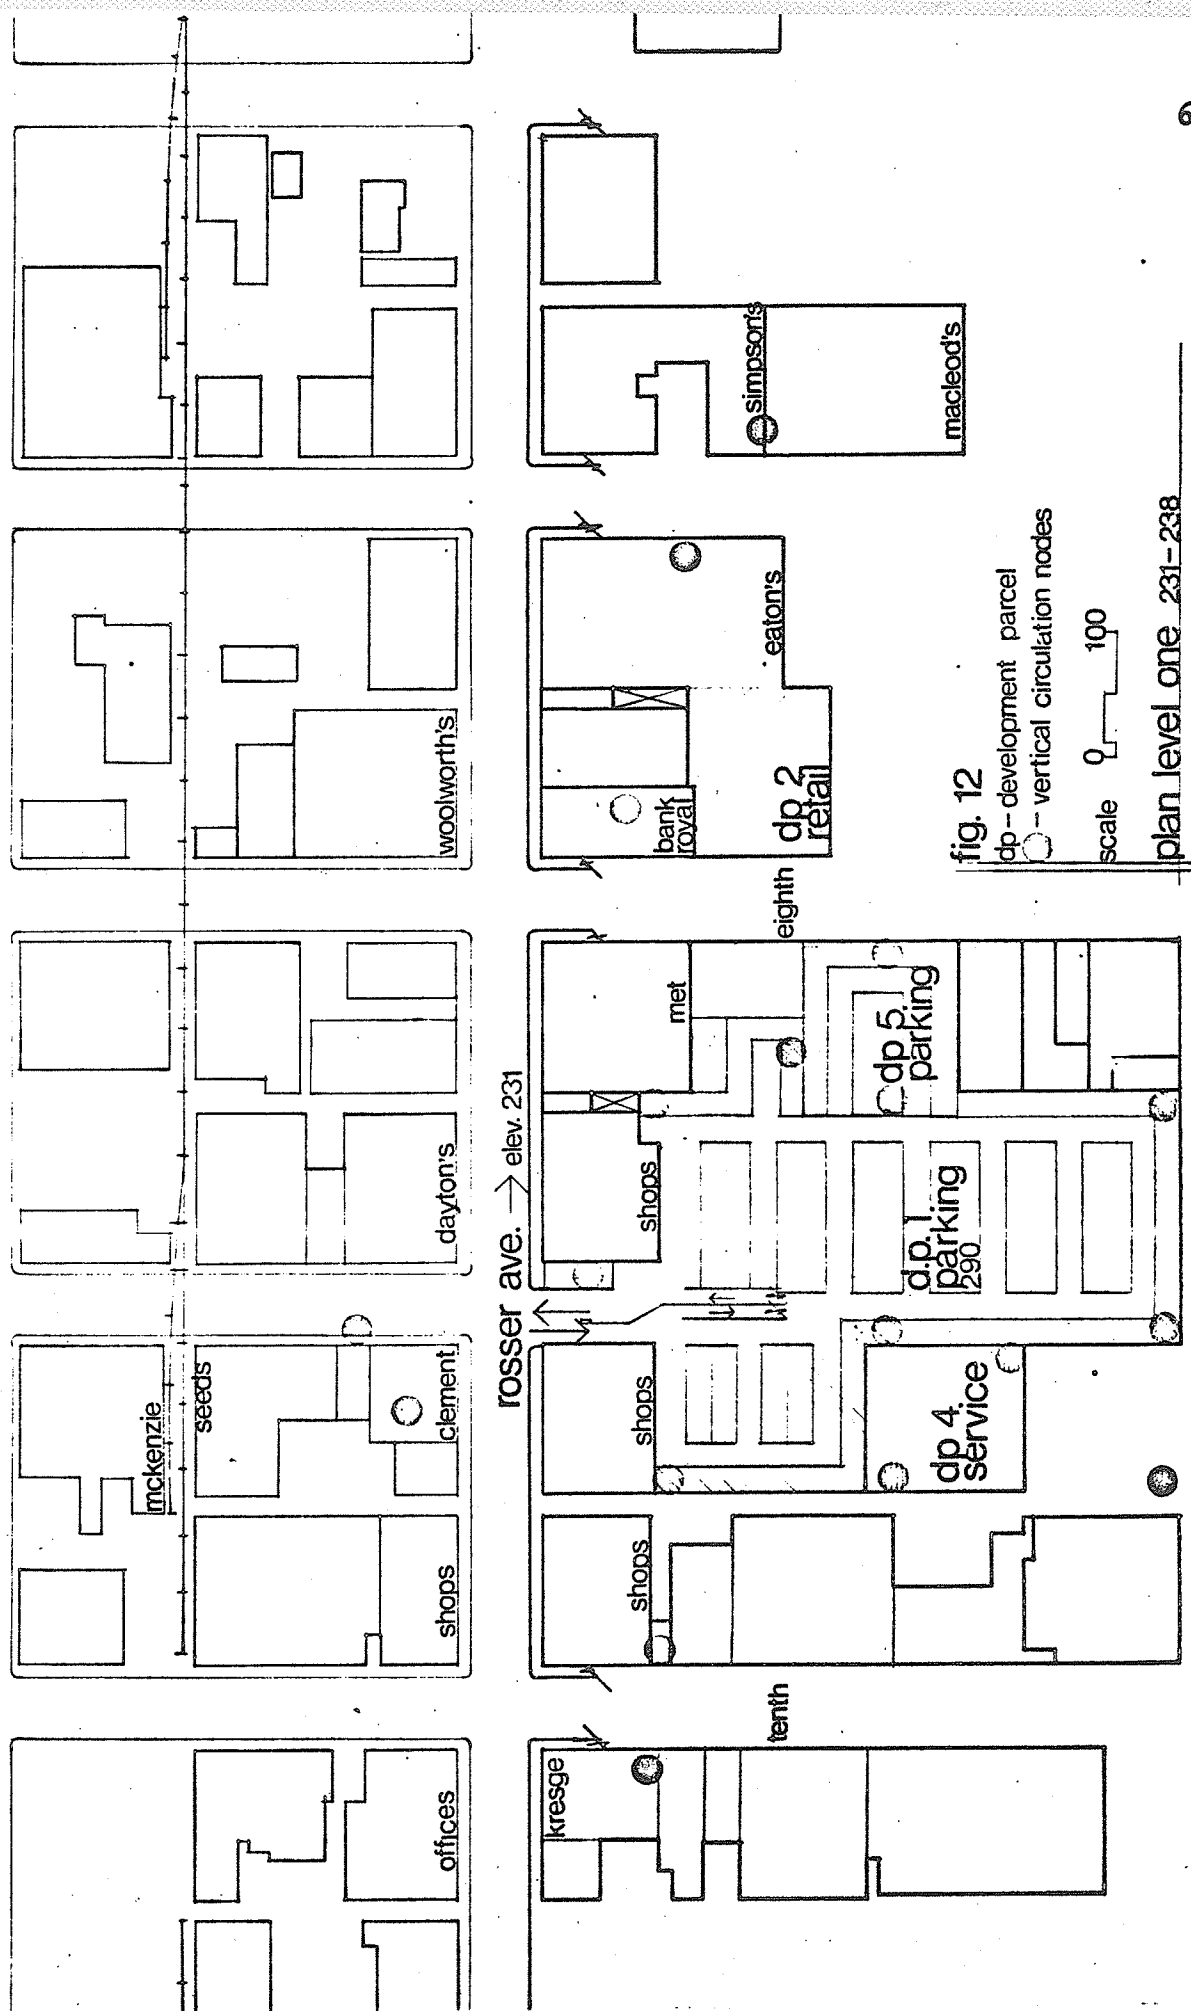 mckenzie
seeds
clement
shops
offices
dayton's
woolworth's
rosser ave. → elev. 231
kresge
tenth
shops
shops
shops
met
eighth
bank
royal
dp 2
retail
eaton's
simpson's
macleod's
dp 5
parking
d.p. 1
parking
290
dp 4
service
fig. 12
dp - development parcel
- vertical circulation nodes
scale 0 100
plan level one 231-238
6